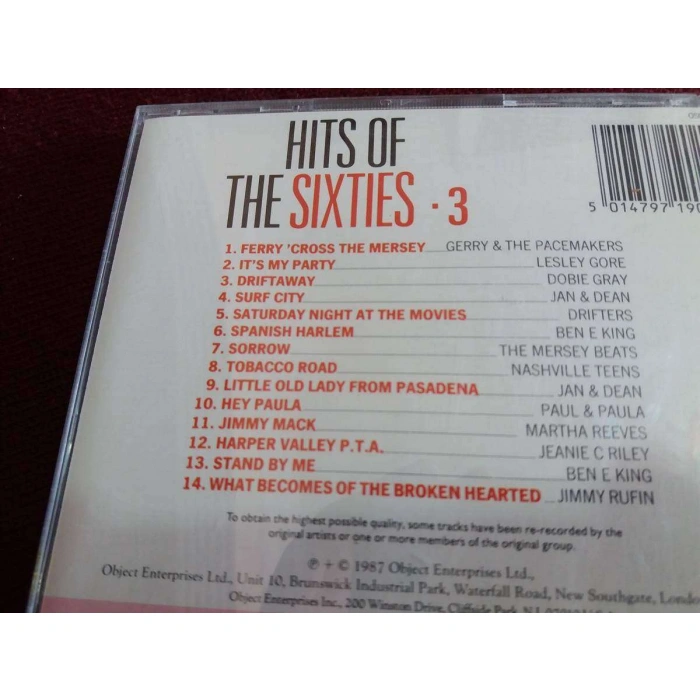 HITS OF
THE SIXTIES · 3
1. FERRY 'CROSS THE MERSEY GERRY & THE PACEMAKERS
2. IT'S MY PARTY LESLEY GORE
3. DRIFTAWAY DOBIE GRAY
4. SURF CITY JAN & DEAN
5. SATURDAY NIGHT AT THE MOVIES DRIFTERS
6. SPANISH HARLEM BEN E KING
7. SORROW THE MERSEY BEATS
8. TOBACCO ROAD NASHVILLE TEENS
9. LITTLE OLD LADY FROM PASADENA JAN & DEAN
10. HEY PAULA PAUL & PAULA
11. JIMMY MACK MARTHA REEVES
12. HARPER VALLEY P.T.A. JEANIE C RILEY
13. STAND BY ME BEN E KING
14. WHAT BECOMES OF THE BROKEN HEARTED JIMMY RUFIN
5 014797 190
To obtain the highest possible quality, some tracks have been re-recorded by the
original artists or one or more members of the original group.
℗ + © 1987 Object Enterprises Ltd.,
Object Enterprises Ltd., Unit 10, Brunswick Industrial Park, Waterfall Road, New Southgate, Londo
Object Enterprises Inc., 200 Winston Drive, Cliffside Park, NJ